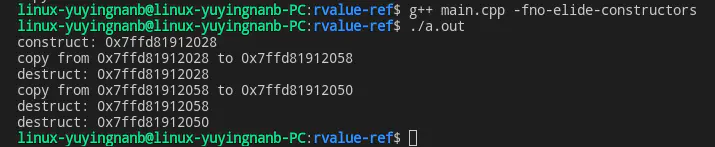 linux-yuyingnanb@linux-yuyingnanb-PC:rvalue-ref$ g++ main.cpp -fno-elide-constructors
linux-yuyingnanb@linux-yuyingnanb-PC:rvalue-ref$ ./a.out
construct: 0x7ffd81912028
copy from 0x7ffd81912028 to 0x7ffd81912058
destruct: 0x7ffd81912028
copy from 0x7ffd81912058 to 0x7ffd81912050
destruct: 0x7ffd81912058
destruct: 0x7ffd81912050
linux-yuyingnanb@linux-yuyingnanb-PC:rvalue-ref$